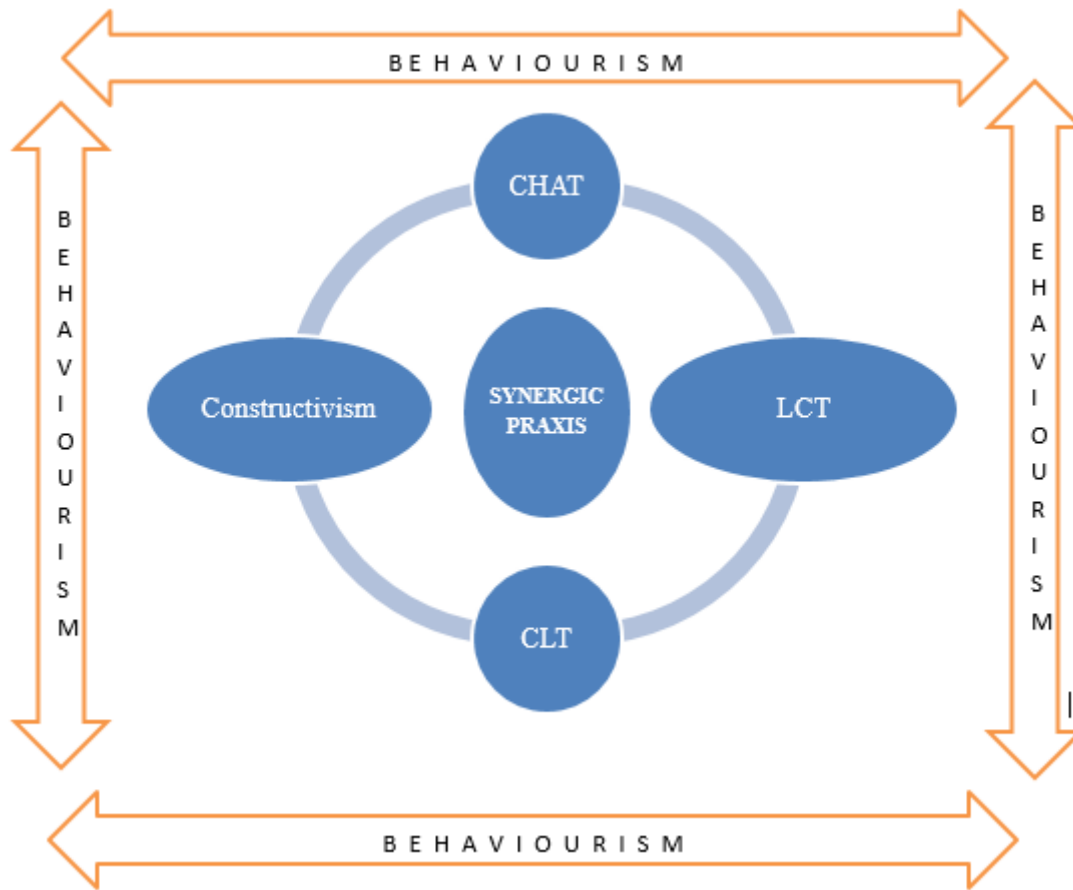 BEHAVIOURISM
CHAT
BEHAVIOURISM
BEHAVIOURISM
Constructivism
SYNERGIC
PRAXIS
LCT
CLT
BEHAVIOURISM